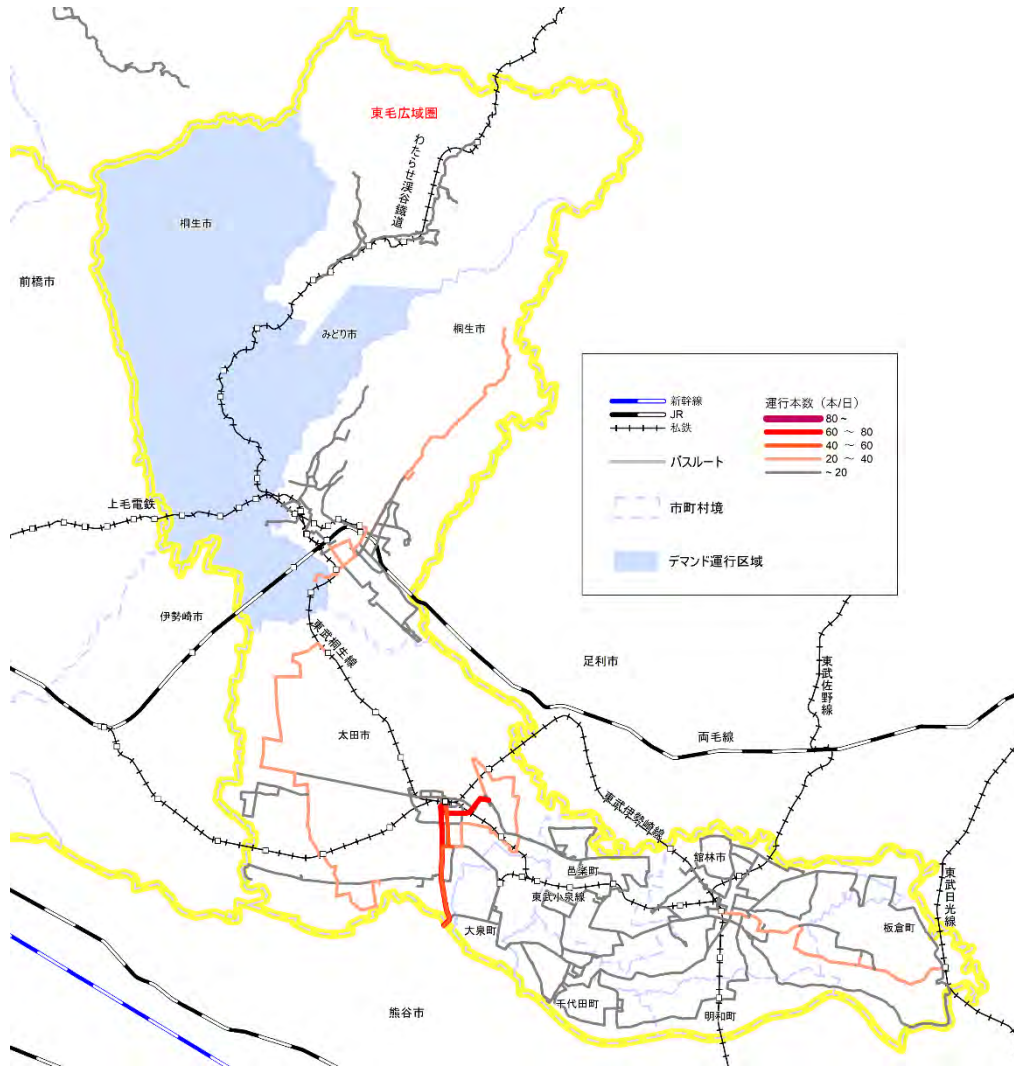 東毛広域圏
わたらせ渓谷鐵道
桐生市
前橋市
みどり市
桐生市
新幹線
JR
私鉄
バスルート
市町村境
デマンド運行区域
運行本数（本/日）
80～
60 ～ 80
40 ～ 60
20 ～ 40
～20
上毛電鉄
伊勢崎市
東武桐生線
足利市
東武佐野線
両毛線
太田市
東武伊勢崎線
館林市
邑楽町
東武小泉線
東武日光線
大泉町
板倉町
千代田町
明和町
熊谷市